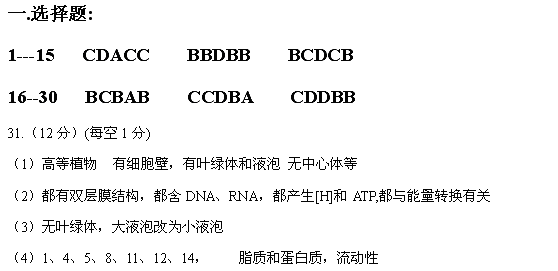 一.选择题:
1---15 CDACC BBDBB BCDCB
16--30 BCBAB CCDBA CDDBB
31.（12分）(每空1分)
（1）高等植物 有细胞壁，有叶绿体和液泡 无中心体等
（2）都有双层膜结构，都含DNA、RNA，都产生[H]和 ATP,都与能量转换有关
（3）无叶绿体，大液泡改为小液泡
（4）1、4、5、8、11、12、14， 脂质和蛋白质，流动性